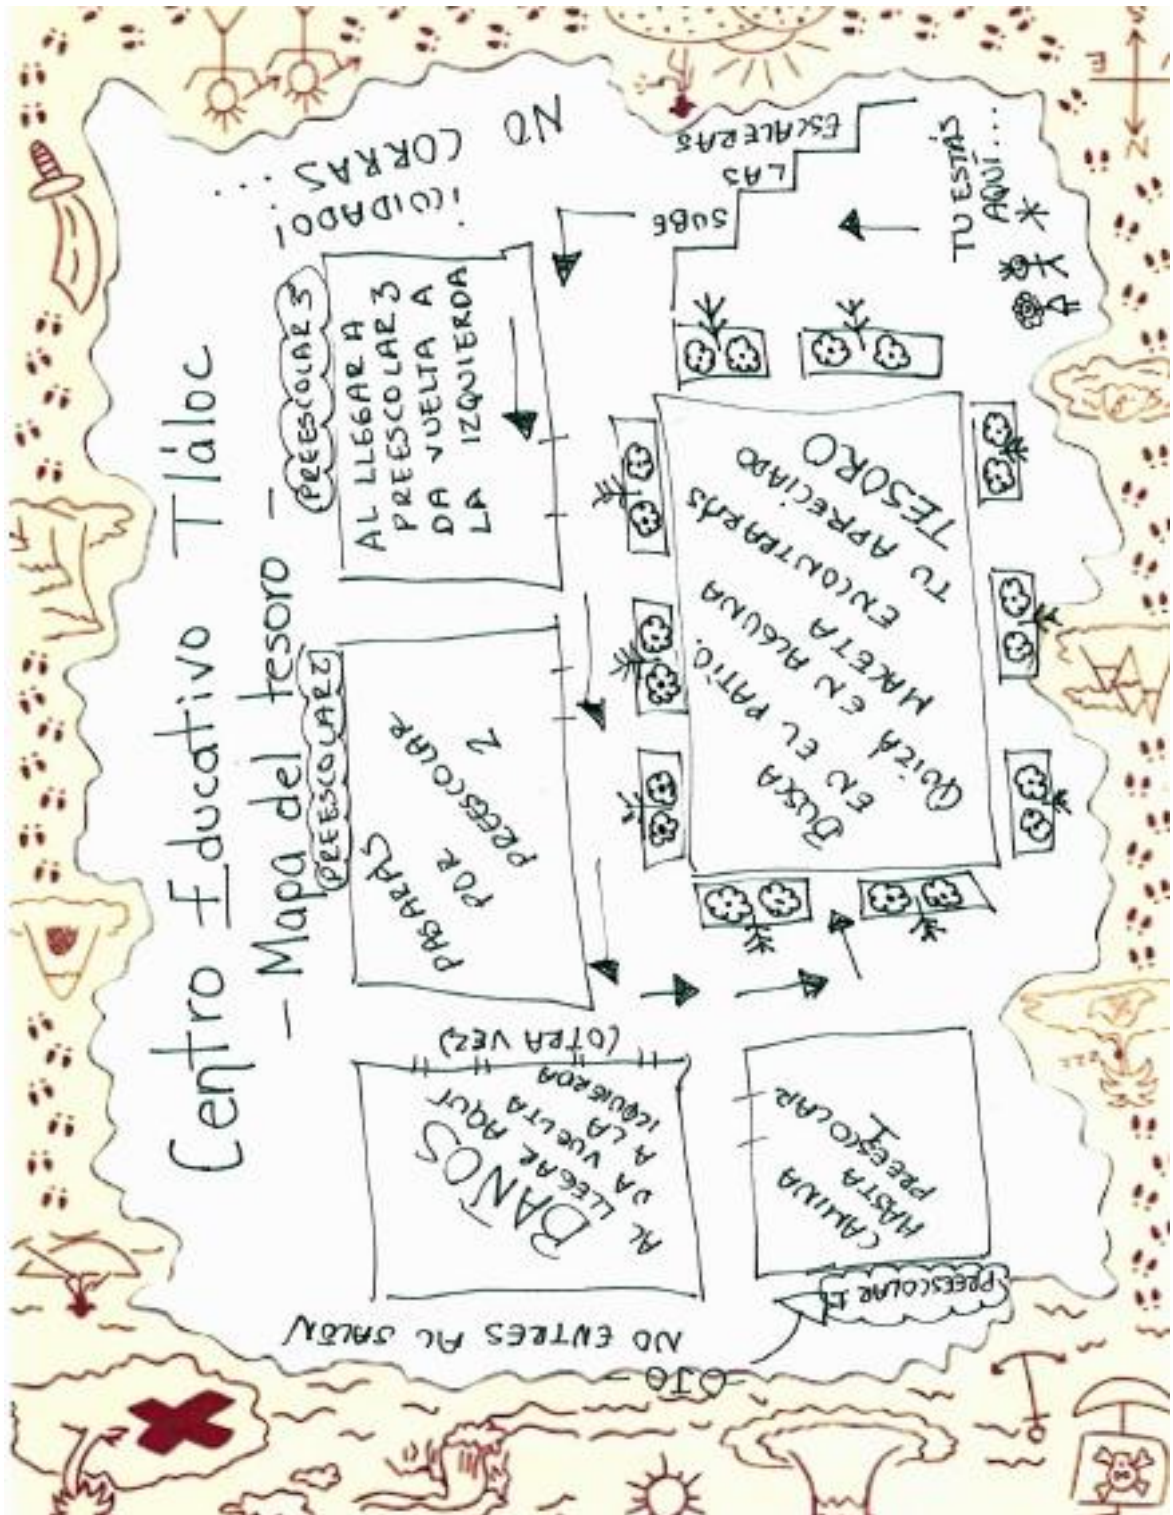 Centro Educativo Tláloc
- Mapa del tesoro -
TU ESTÁS
AQUÍ...
SUBE
LAS
ESCALERAS
¡CUIDADO!
NO CORRAS...
PREESCOLAR 3
AL LLEGAR A
PREESCOLAR 3
DA VUELTA A
LA IZQUIERDA
PREESCOLAR 2
PASARÁS
POR
PREESCOLAR
2
BAÑOS
AL LLEGAR AQUÍ
DA VUELTA
A LA
IZQUIERDA
(OTRA VEZ)
CAMINA
HASTA
PREESCOLAR
1
PREESCOLAR 1
-OJO-
NO ENTRES AL SALÓN
BUSCA
EN EL PATIO.
QUIZÁ EN ALGUNA
MAKETA
ENCONTRARÁS
TU APRECIADO
TESORO
E
S
N